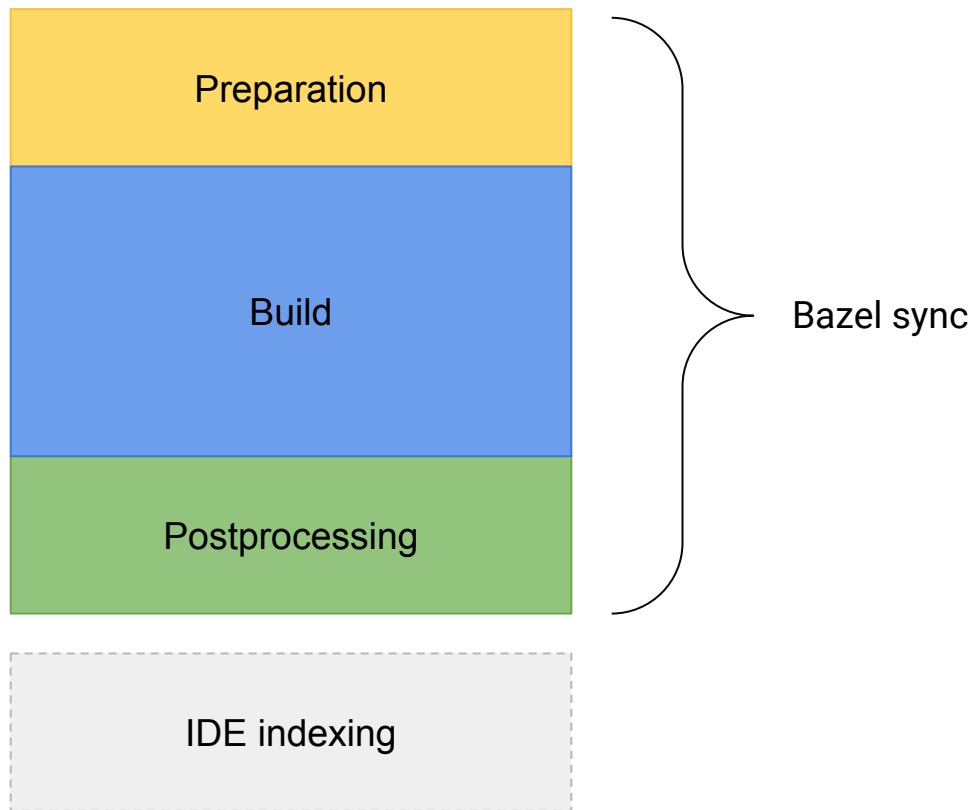 Preparation
Build
Bazel sync
Postprocessing
IDE indexing